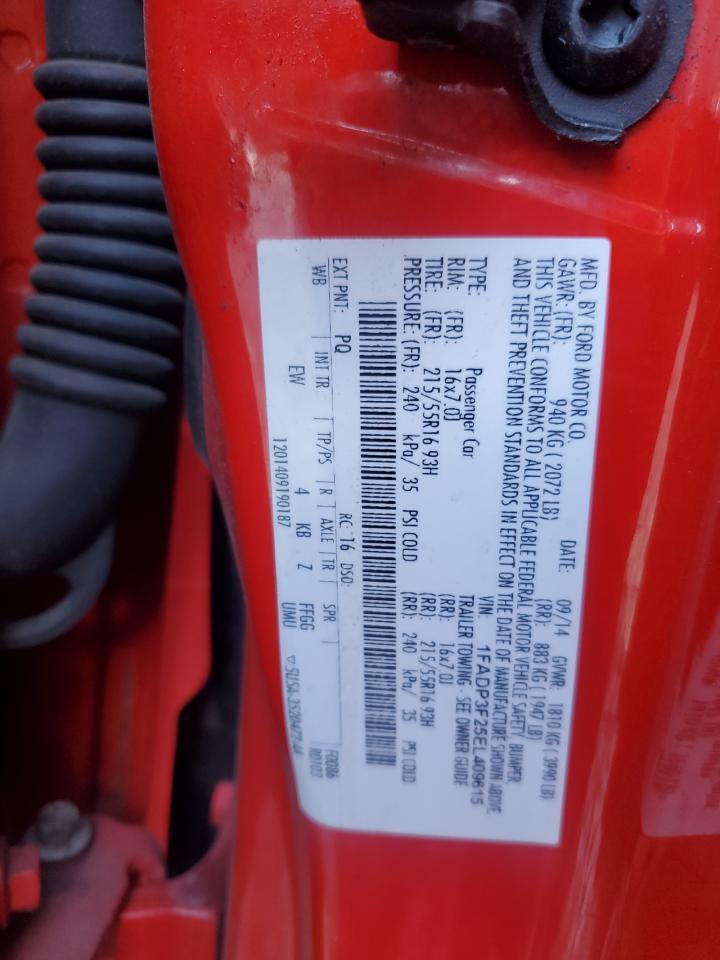 MFD. BY FORD MOTOR CO. DATE: 09/14 GVWR: 1810 KG ( 3990 LB)
GAWR: (FR): 940 KG ( 2072 LB) (RR): 883 KG ( 1947 LB)
THIS VEHICLE CONFORMS TO ALL APPLICABLE FEDERAL MOTOR VEHICLE SAFETY, BUMPER,
AND THEFT PREVENTION STANDARDS IN EFFECT ON THE DATE OF MANUFACTURE SHOWN ABOVE
VIN: 1FADP3F25EL409615
TYPE: Passenger Car TRAILER TOWING - SEE OWNER GUIDE
RIM: (FR): 16x7.0J (RR): 16x7.0J
TIRE: (FR): 215/55R16 93H (RR): 215/55R16 93H
PRESSURE: (FR): 240 kPa/ 35 PSI COLD (RR): 240 kPa/ 35 PSI COLD
EXT PNT: PQ RC: 16 DSO: F0086
WB INT TR TP/PS R AXLE TR SPR R0103
EW 4 KB Z FFGG
1201409190187 UMU